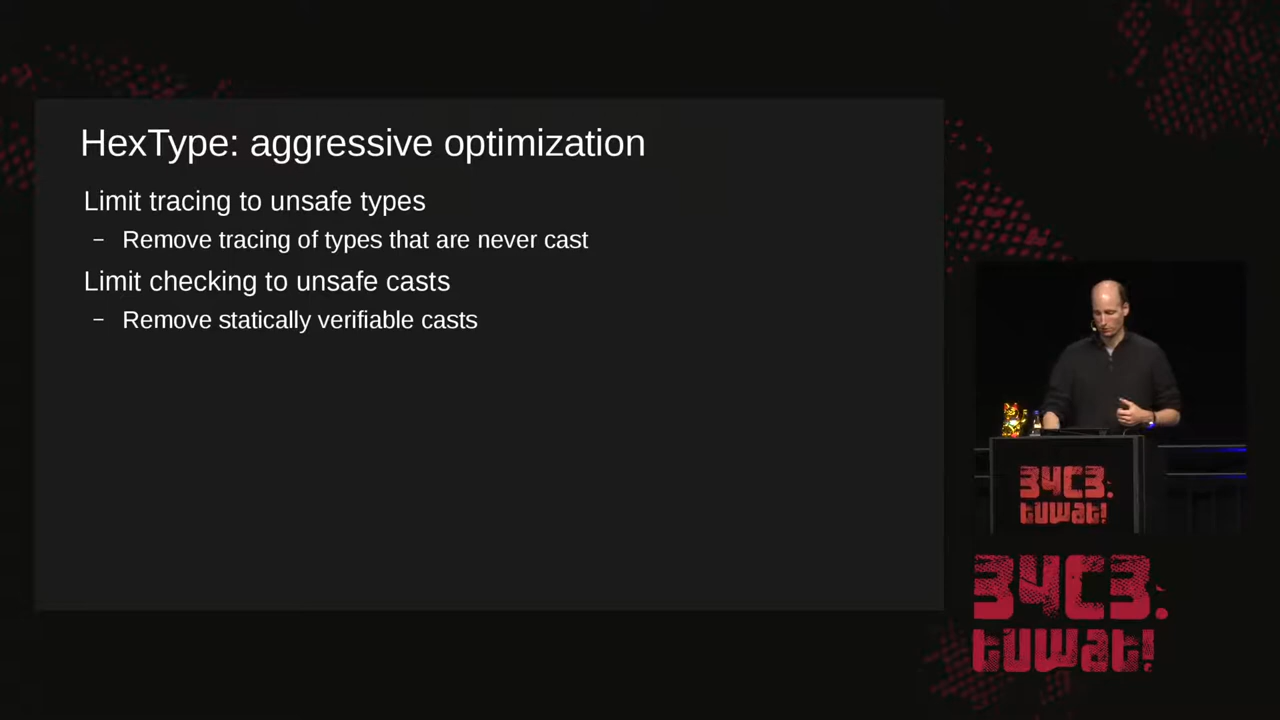 HexType: aggressive optimization
Limit tracing to unsafe types
– Remove tracing of types that are never cast
Limit checking to unsafe casts
– Remove statically verifiable casts
34C3.
tuwat!
34C3.
tuwat!